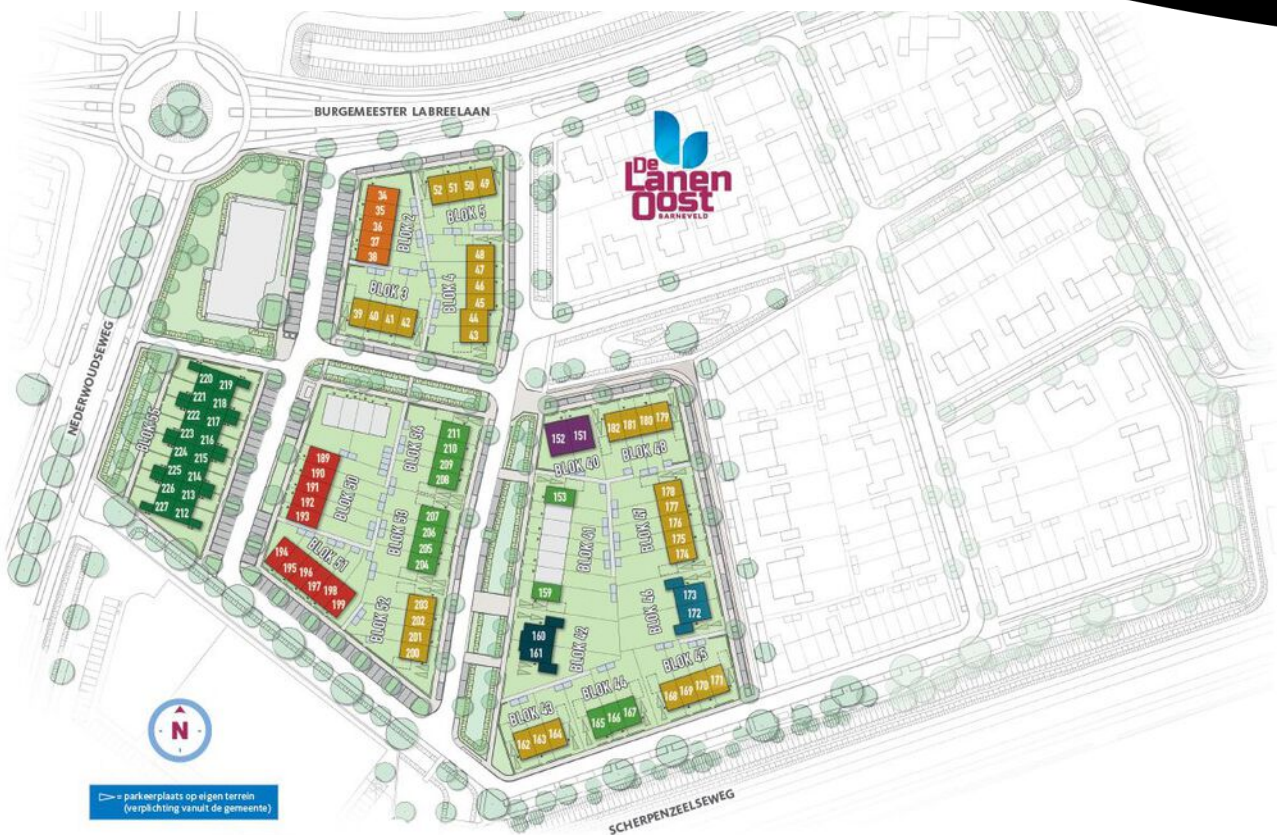 BURGEMEESTER LABREELAAN
De
Lanen
Oost
BARNEVELD
NEDERWOUDSEWEG
34
35
36
37
38
BLOK 2
52 51 50 49
BLOK 5
48
47
46
45
44
43
BLOK 4
BLOK 3
39 40 41 42
220 219
221 218
222 217
223 216
224 215
225 214
226 213
227 212
BLOK 55
189
190
191
192
193
BLOK 50
BLOK 54
211
210
209
208
BLOK 53
207
206
205
204
BLOK 51
194
195 196
197 198
199
BLOK 52
203
202
201
200
152 151
BLOK 40
182 181 180 179
BLOK 48
153
BLOK 41
159
BLOK 47
178
177
176
175
174
160
161
BLOK 42
BLOK 46
173
172
BLOK 45
168 169 170 171
BLOK 44
165 166 167
BLOK 43
162 163 164
N
= parkeerplaats op eigen terrein
(verplichting vanuit de gemeente)
SCHERPENZEELSEWEG